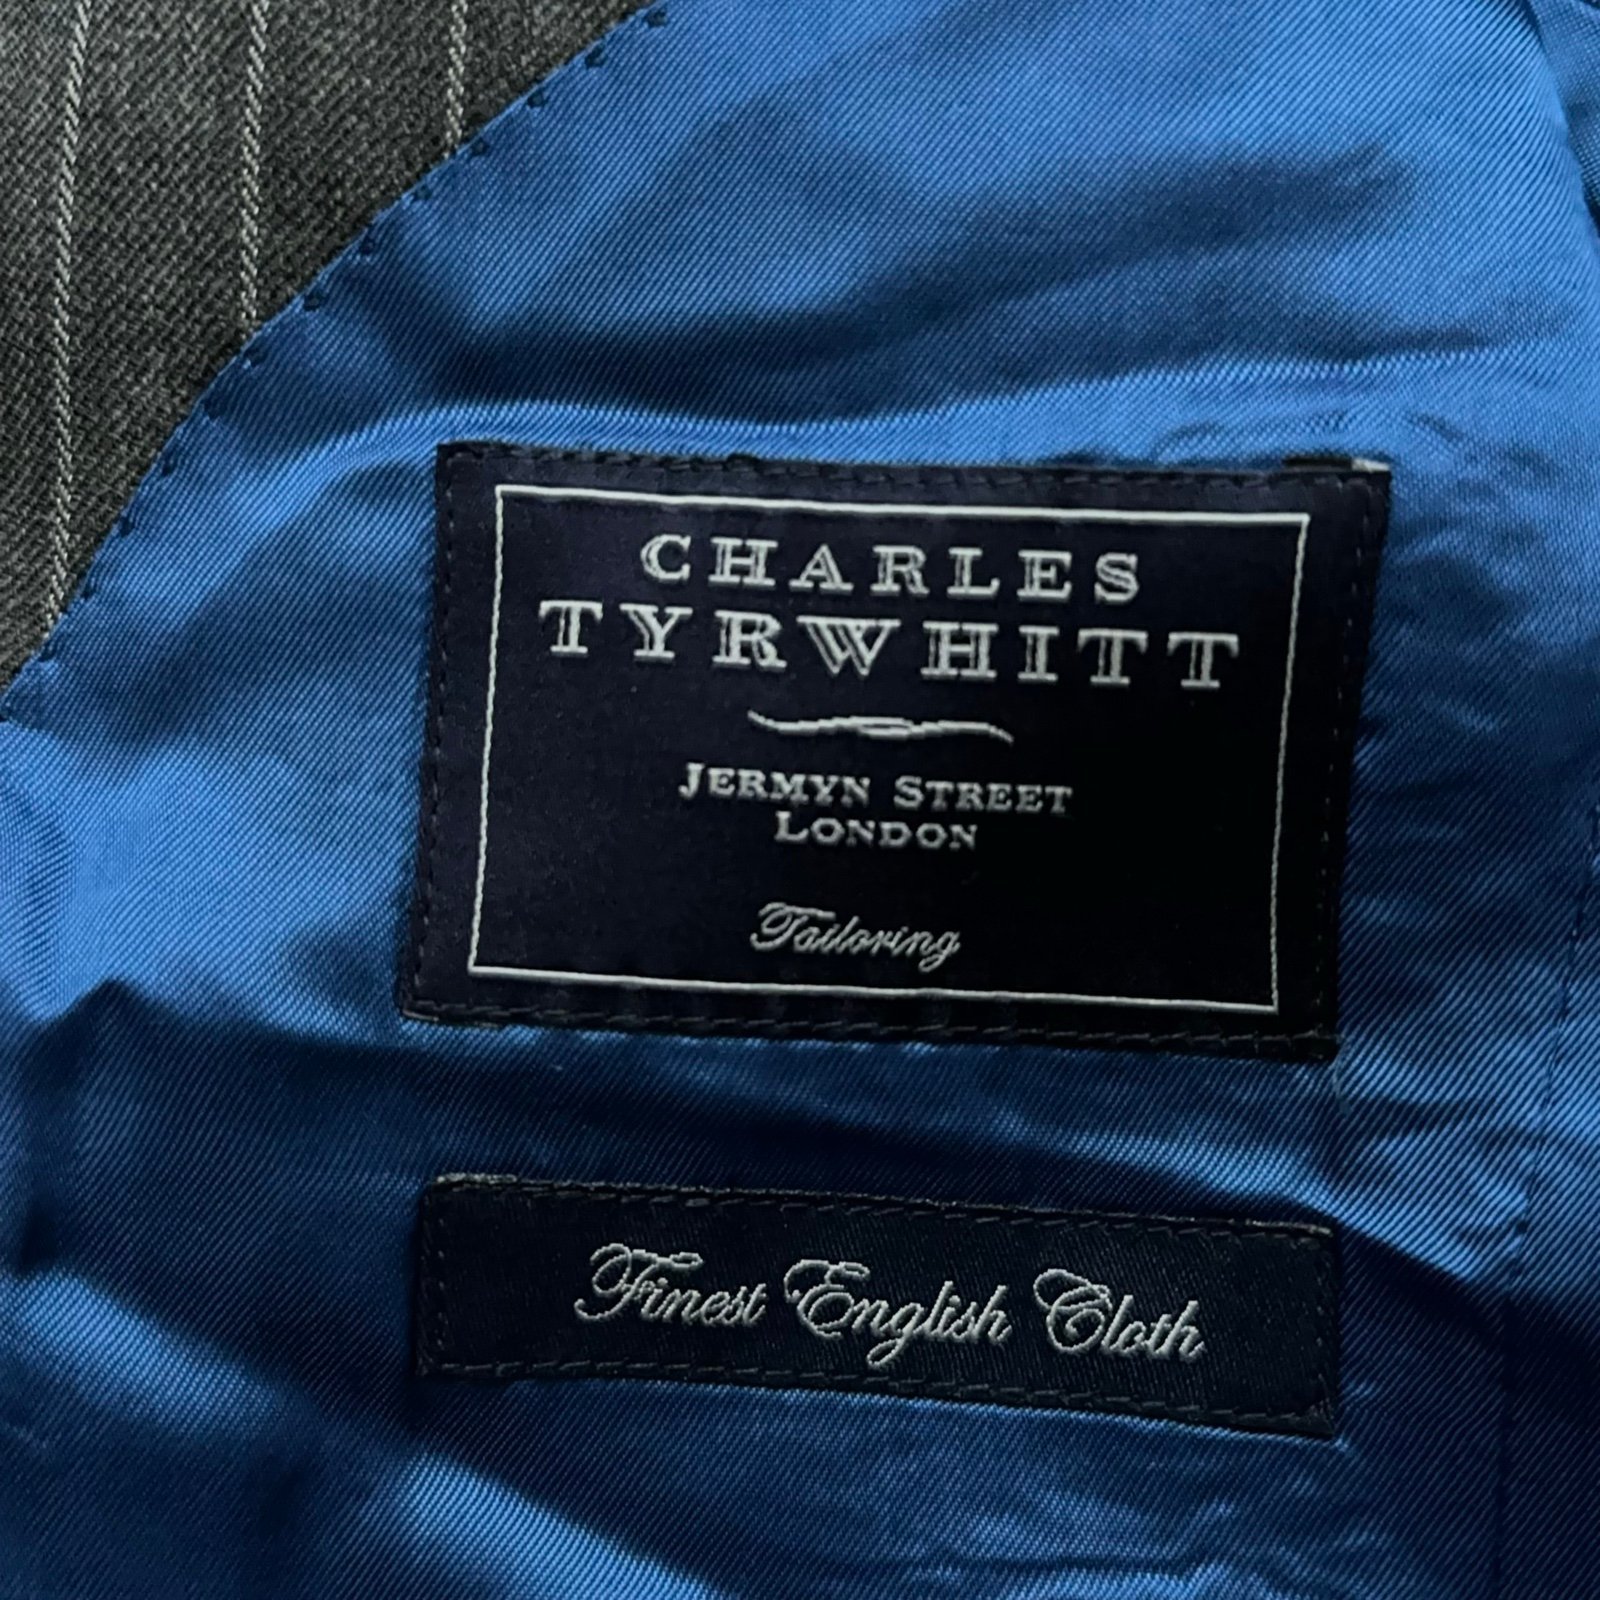 CHARLES
TYRWHITT
JERMYN STREET
LONDON
Tailoring
Finest English Cloth